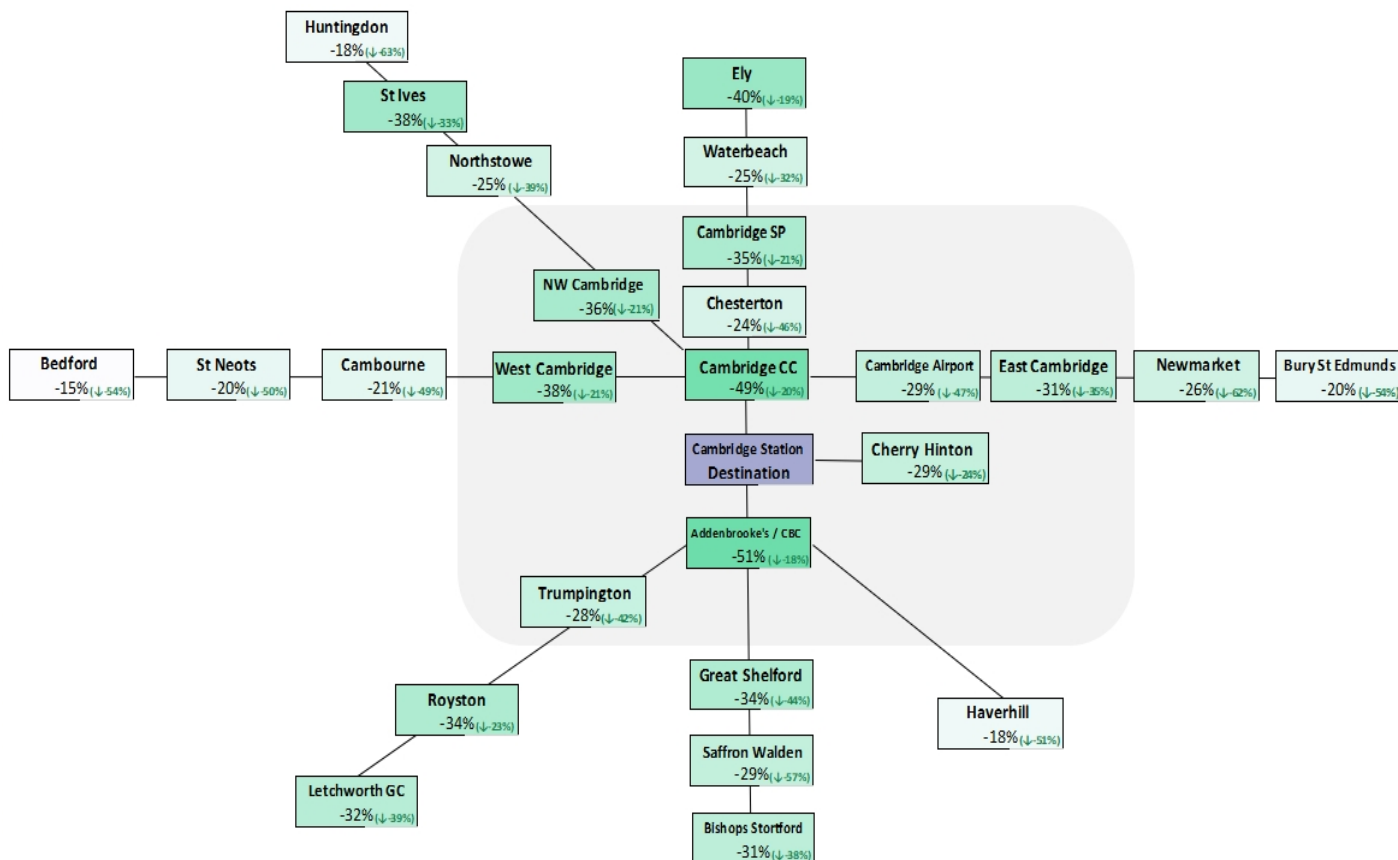 Huntingdon
-18%(↓-63%)
Ely
-40%(↓-19%)
St Ives
-38%(↓-33%)
Waterbeach
-25%(↓-32%)
Northstowe
-25%(↓-39%)
Cambridge SP
-35%(↓-21%)
NW Cambridge
-36%(↓-21%)
Chesterton
-24%(↓-46%)
Bedford
-15%(↓-54%)
St Neots
-20%(↓-50%)
Cambourne
-21%(↓-49%)
West Cambridge
-38%(↓-21%)
Cambridge CC
-49%(↓-20%)
Cambridge Airport
-29%(↓-47%)
East Cambridge
-31%(↓-35%)
Newmarket
-26%(↓-62%)
Bury St Edmunds
-20%(↓-54%)
Cambridge Station
Destination
Cherry Hinton
-29%(↓-24%)
Addenbrooke's / CBC
-51%(↓-18%)
Trumpington
-28%(↓-42%)
Great Shelford
-34%(↓-44%)
Royston
-34%(↓-23%)
Haverhill
-18%(↓-51%)
Saffron Walden
-29%(↓-57%)
Letchworth GC
-32%(↓-39%)
Bishops Stortford
-31%(↓-38%)